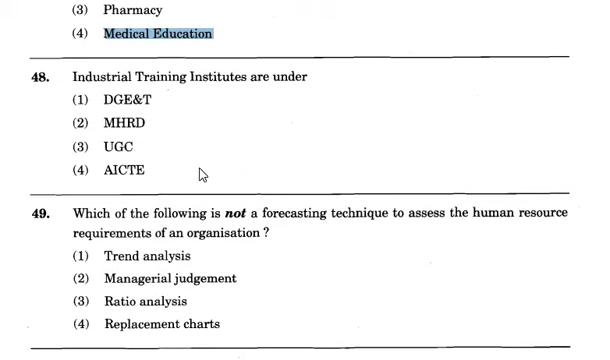 (3) Pharmacy
(4) Medical Education
48. Industrial Training Institutes are under
(1) DGE&T
(2) MHRD
(3) UGC
(4) AICTE
49. Which of the following is not a forecasting technique to assess the human resource
requirements of an organisation ?
(1) Trend analysis
(2) Managerial judgement
(3) Ratio analysis
(4) Replacement charts